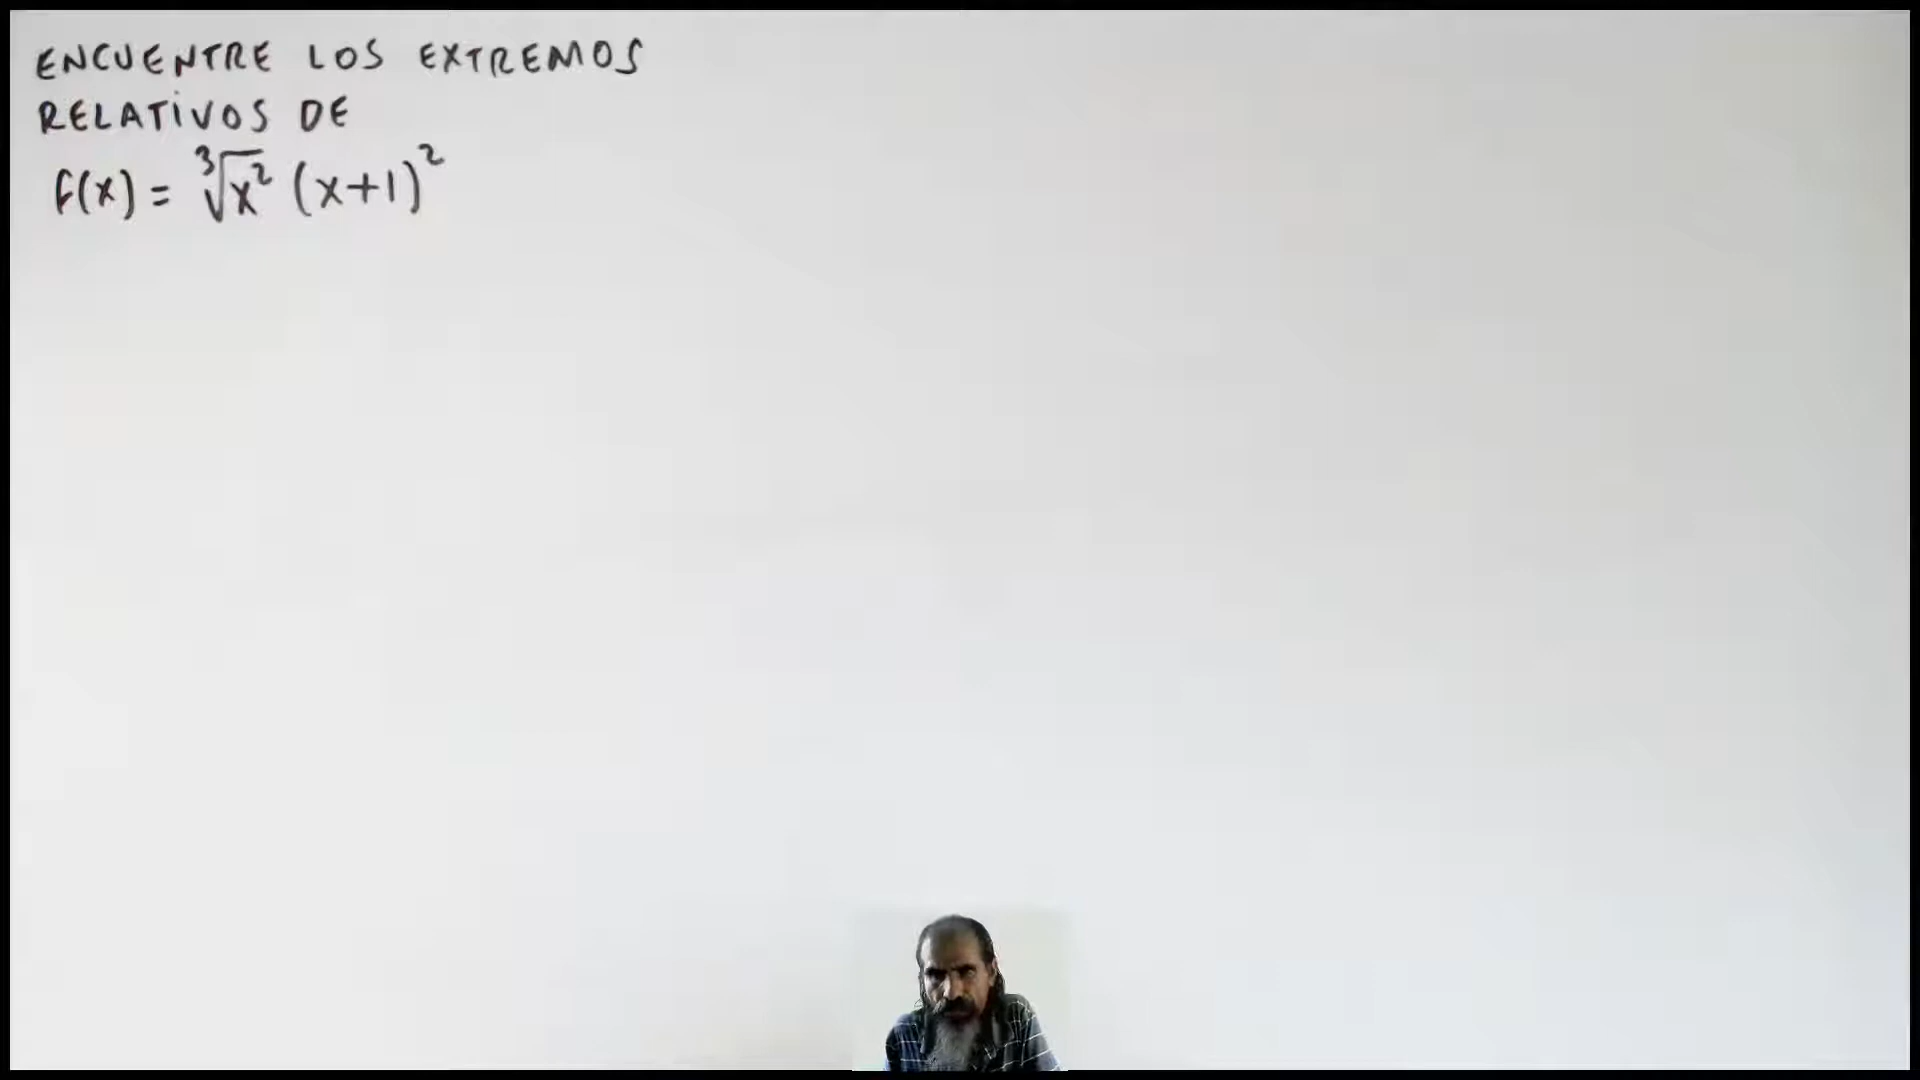 ENCUENTRE LOS EXTREMOS
RELATIVOS DE
f(x) = ∛x² (x+1)²